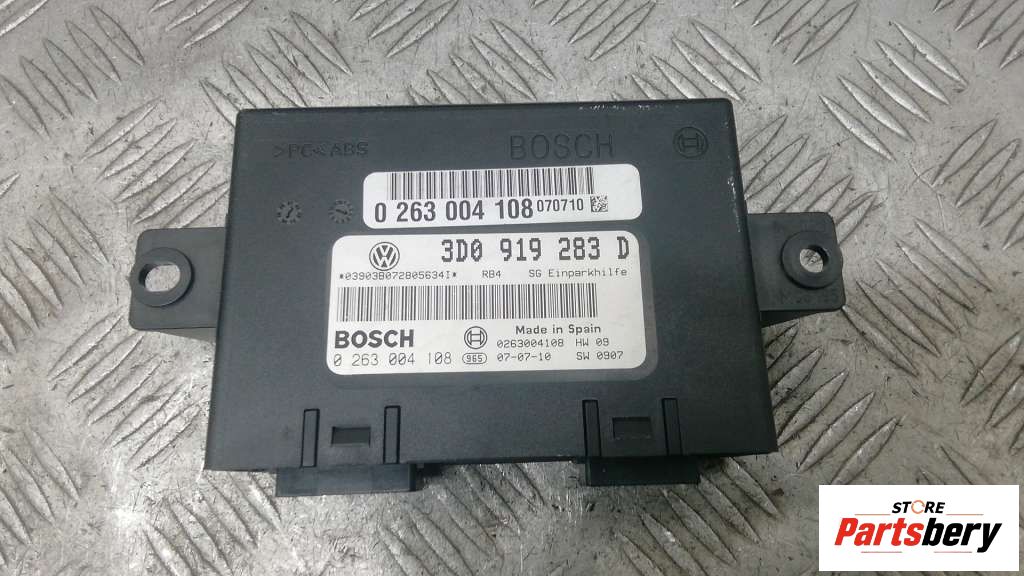 >PC<ABS BOSCH
0 263 004 108 070710
3D0 919 283 D
*03903B072805634I* RB4 SG Einparkhilfe
BOSCH Made in Spain
0263004108 HW 09
0 263 004 108 965 07-07-10 SW 0907
STORE
Partsbery